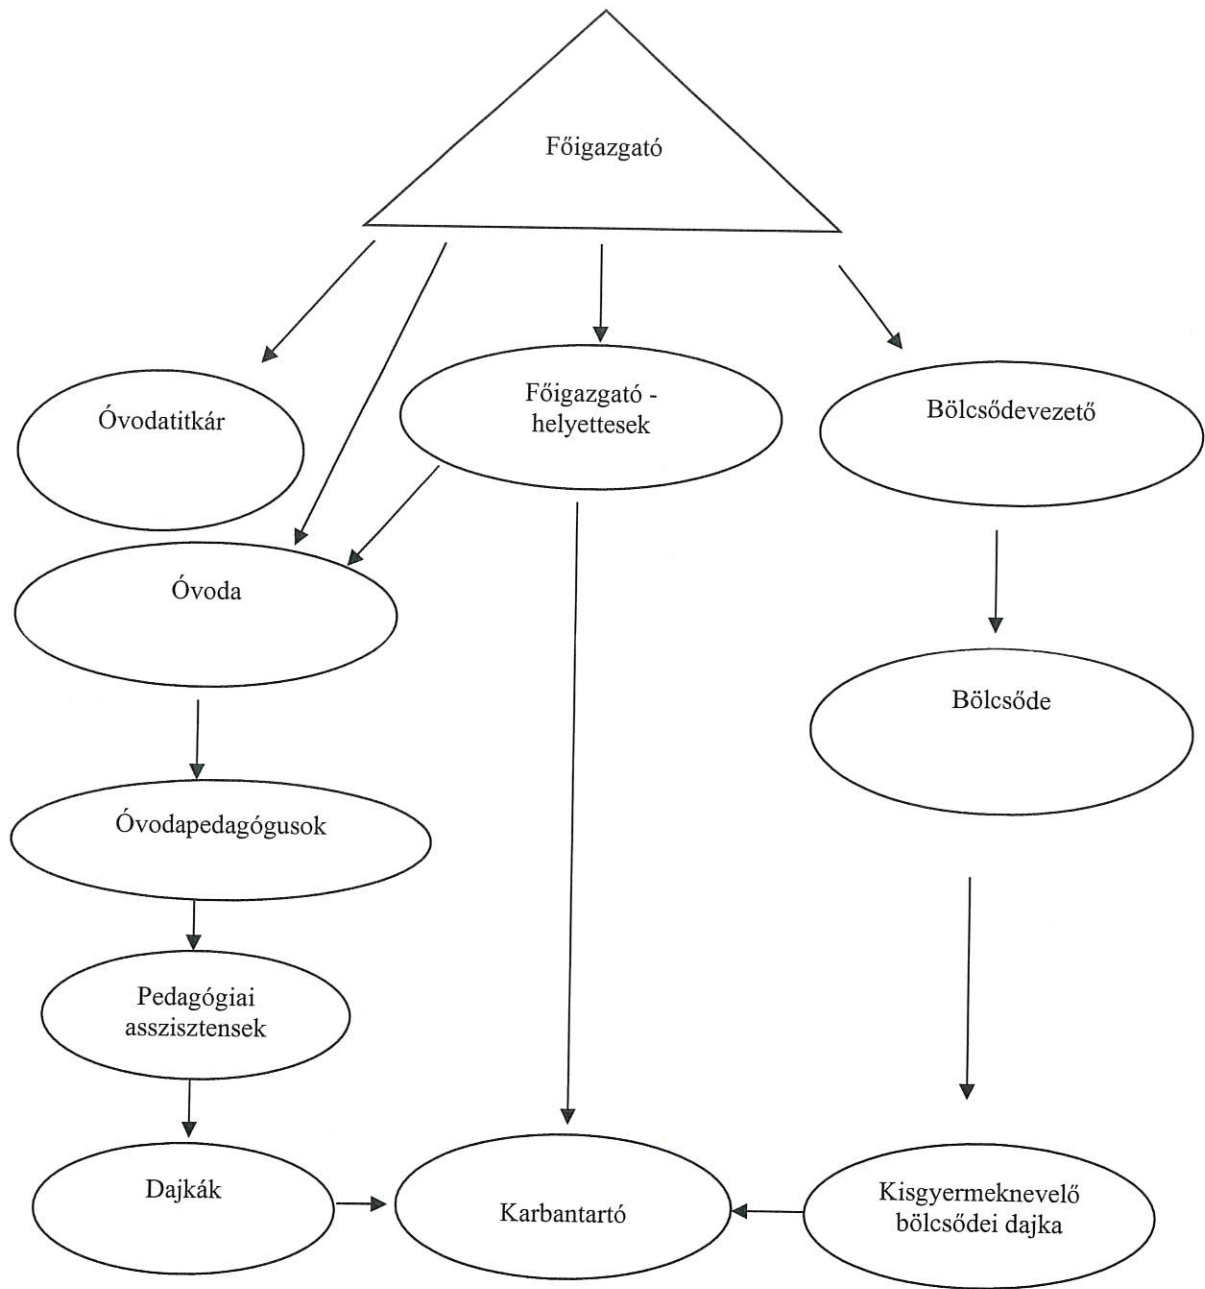 Főigazgató
Óvodatitkár
Főigazgató -
helyettesek
Bölcsődevezető
Óvoda
Bölcsőde
Óvodapedagógusok
Pedagógiai
asszisztensek
Dajkák
Karbantartó
Kisgyermeknevelő
bölcsődei dajka